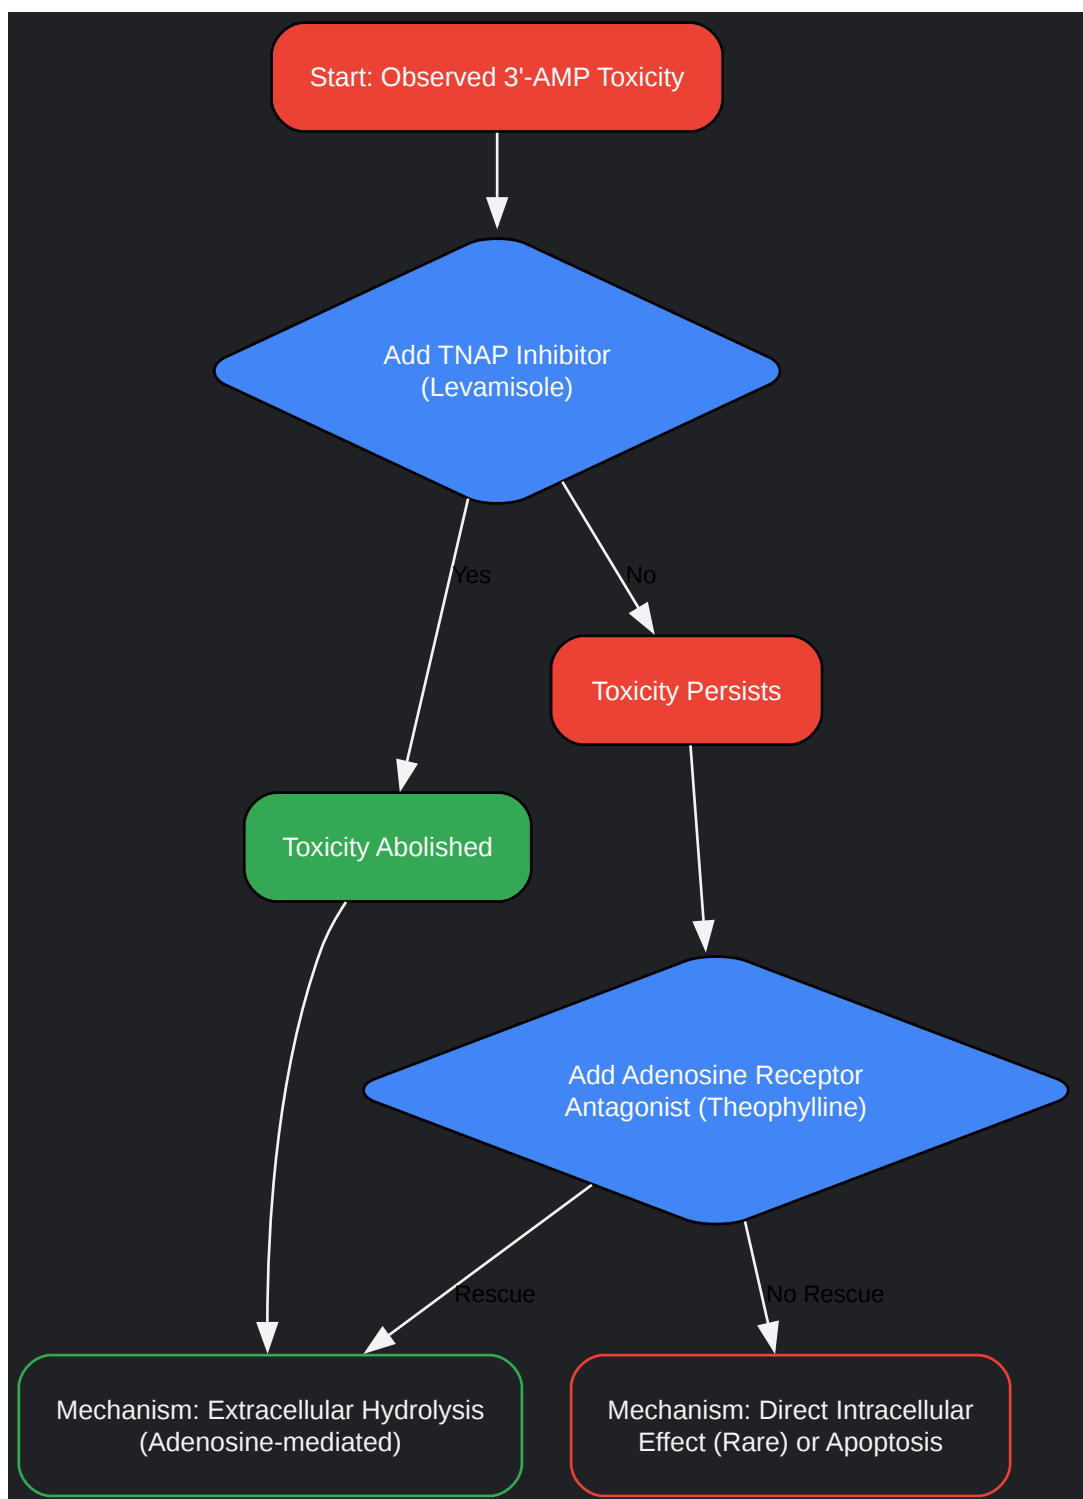 Start: Observed 3'-AMP Toxicity
Add TNAP Inhibitor
(Levamisole)
Yes
No
Toxicity Persists
Toxicity Abolished
Add Adenosine Receptor
Antagonist (Theophylline)
Rescue
No Rescue
Mechanism: Extracellular Hydrolysis
(Adenosine-mediated)
Mechanism: Direct Intracellular
Effect (Rare) or Apoptosis